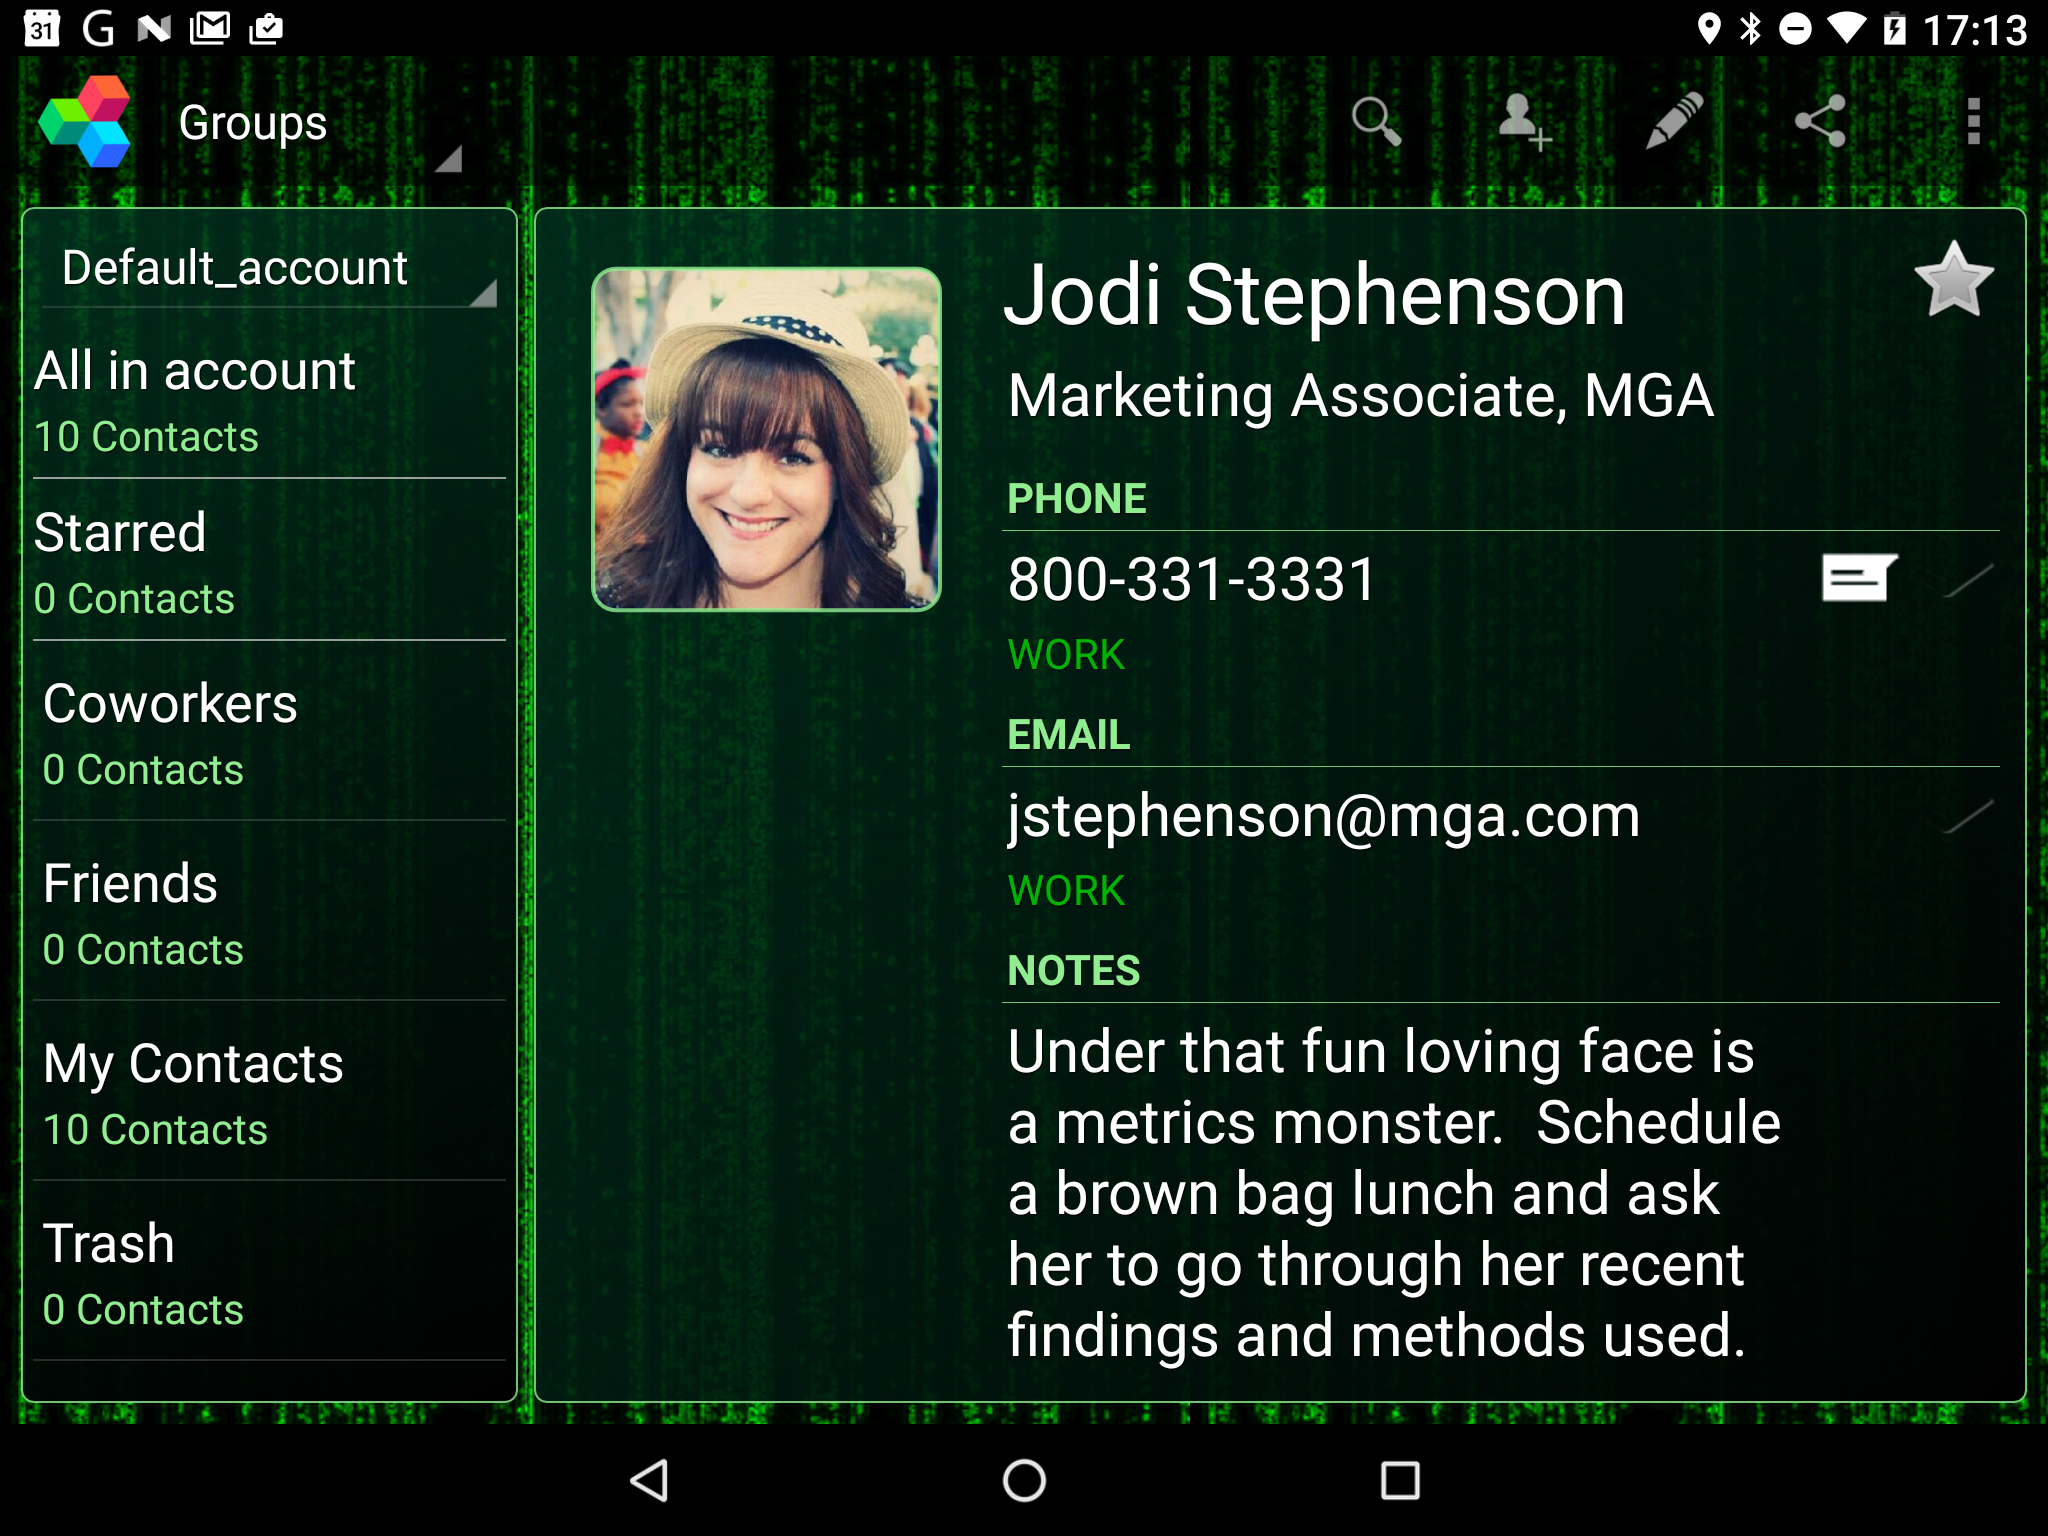 31 G N M 17:13
Groups
Default_account
All in account
10 Contacts
Starred
0 Contacts
Coworkers
0 Contacts
Friends
0 Contacts
My Contacts
10 Contacts
Trash
0 Contacts
Jodi Stephenson
Marketing Associate, MGA
PHONE
800-331-3331
WORK
EMAIL
jstephenson@mga.com
WORK
NOTES
Under that fun loving face is
a metrics monster.  Schedule
a brown bag lunch and ask
her to go through her recent
findings and methods used.